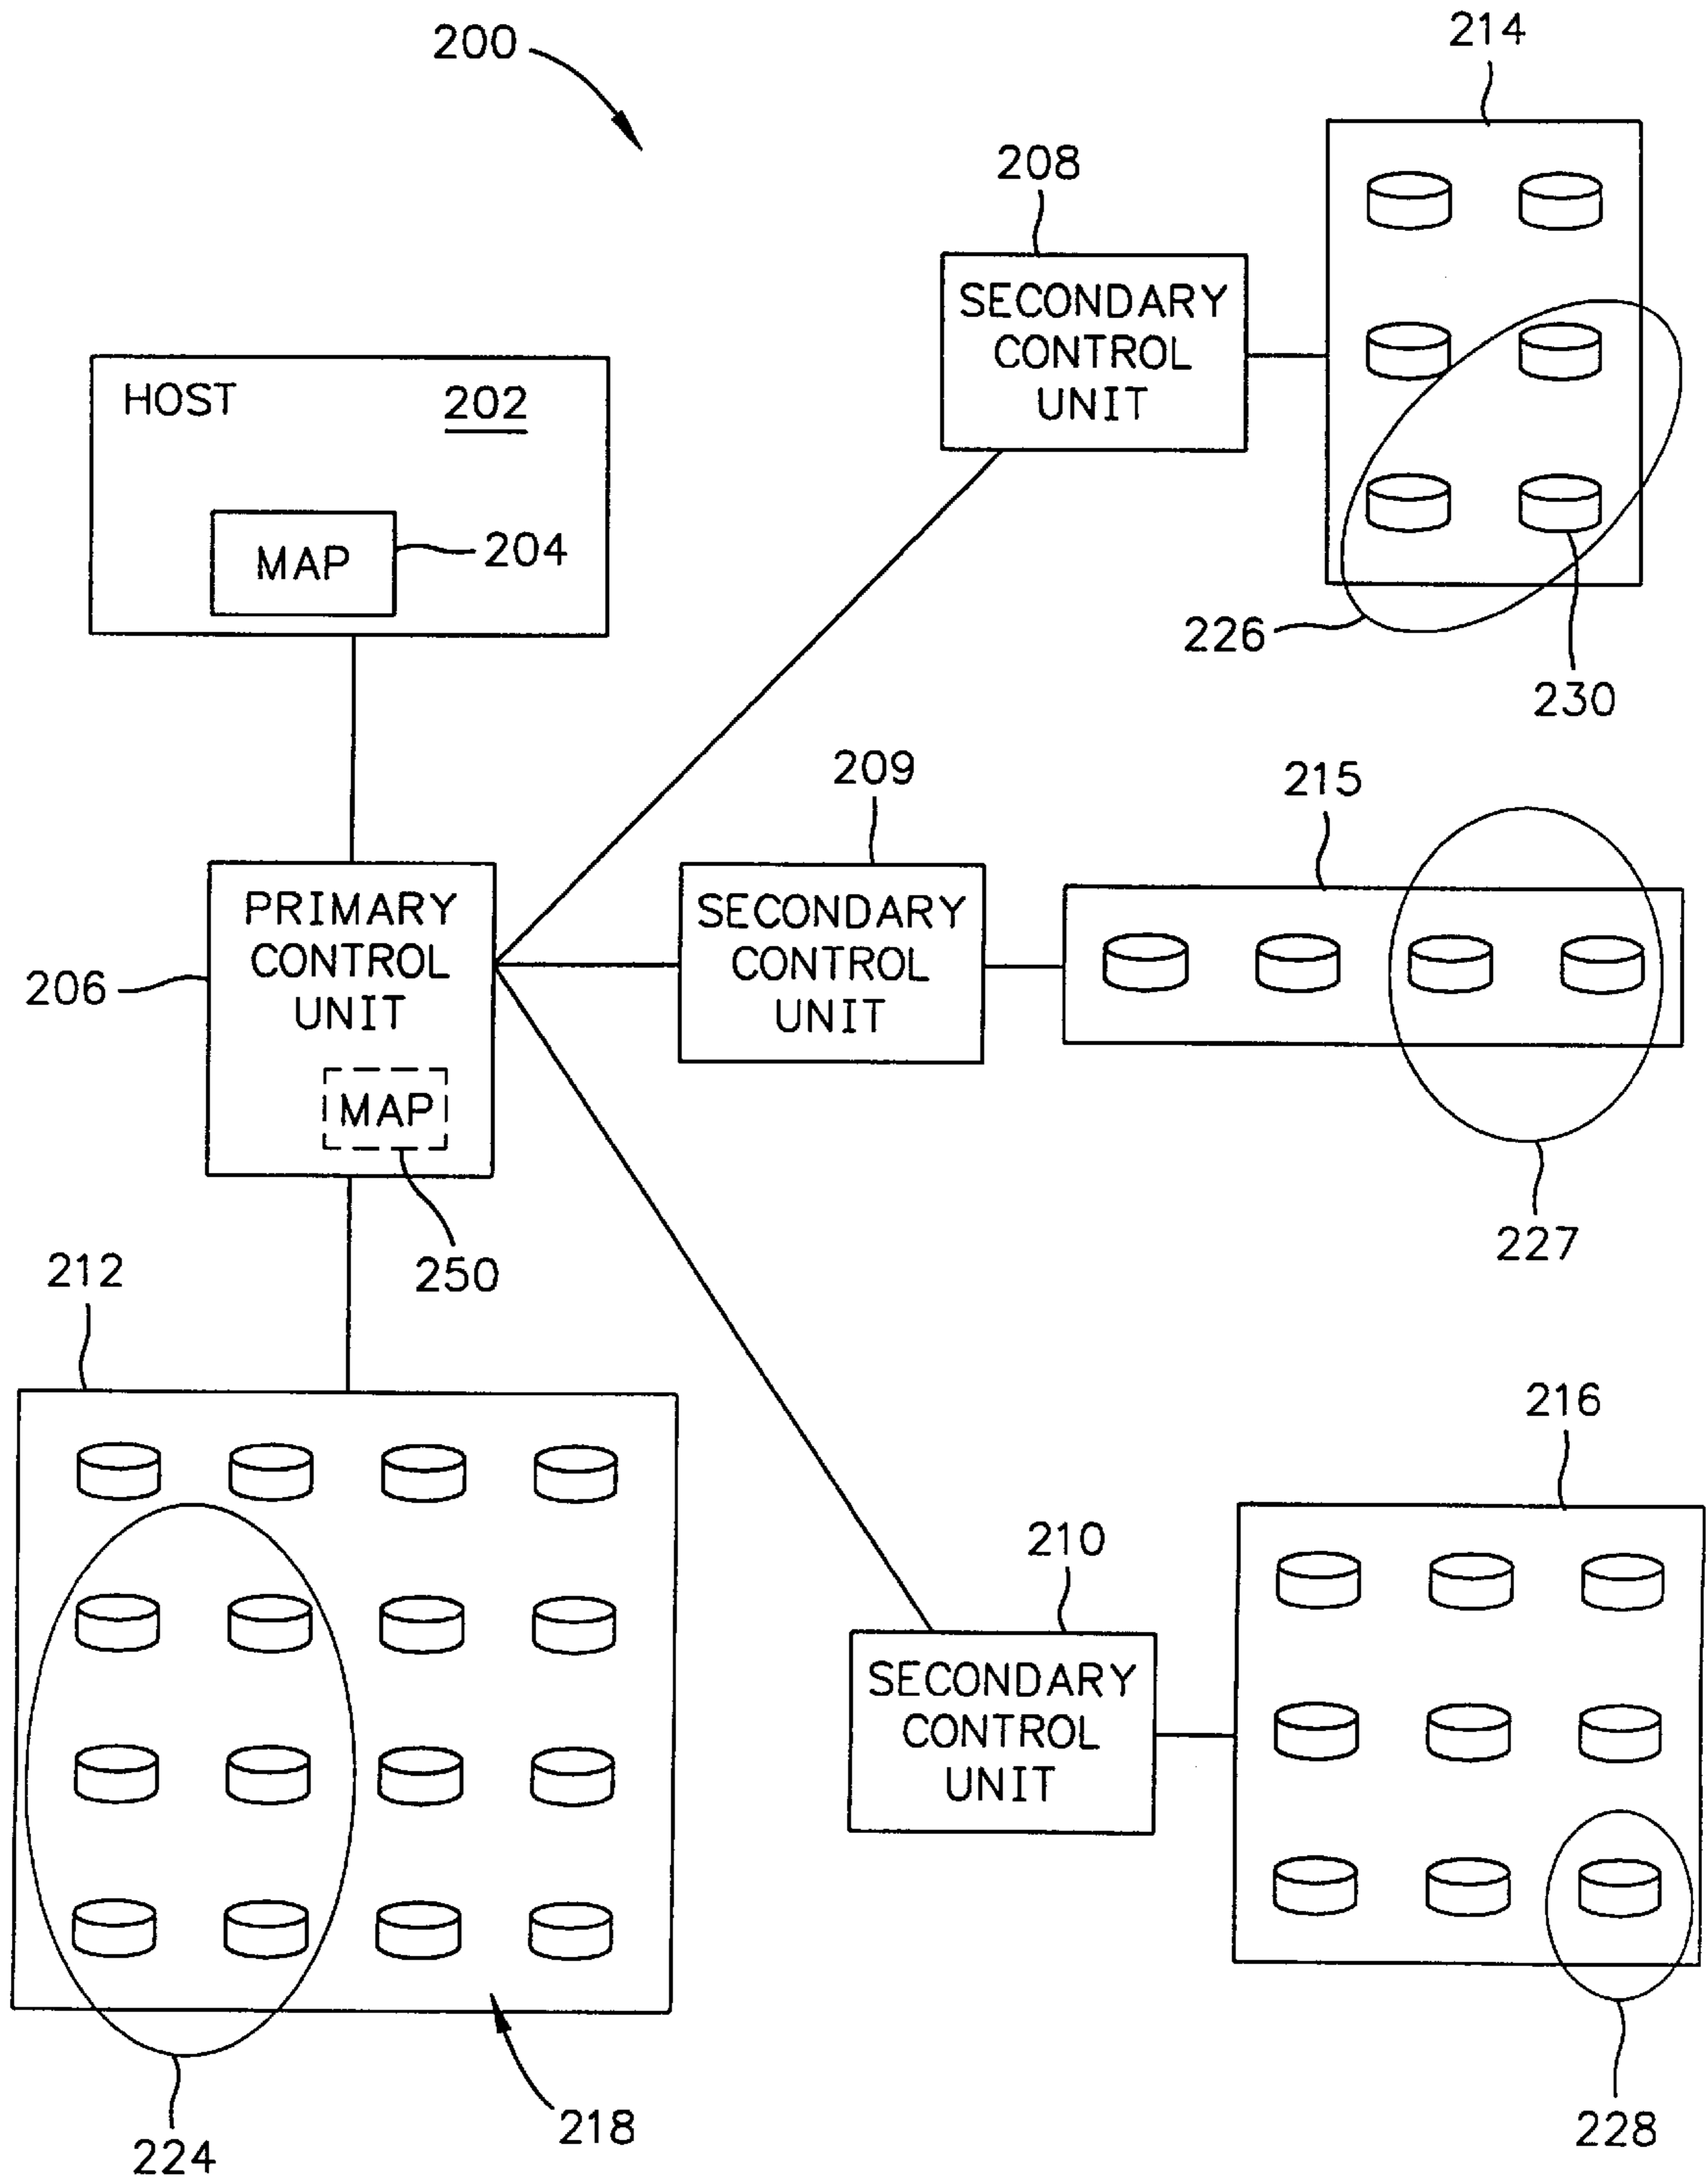 200
214
208
SECONDARY
CONTROL
UNIT
HOST
202
MAP
204
226
230
209
215
PRIMARY
CONTROL
UNIT
206
SECONDARY
CONTROL
UNIT
MAP
250
227
212
216
210
SECONDARY
CONTROL
UNIT
218
224
228